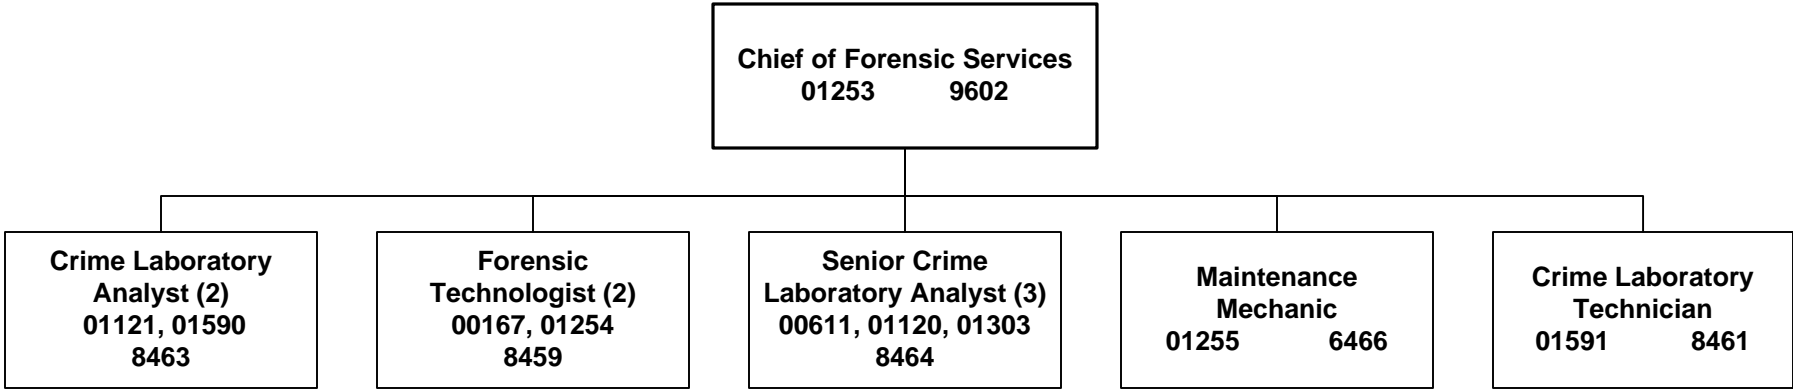 Chief of Forensic Services
01253 9602
Crime Laboratory
Analyst (2)
01121, 01590
8463
Forensic
Technologist (2)
00167, 01254
8459
Senior Crime
Laboratory Analyst (3)
00611, 01120, 01303
8464
Maintenance
Mechanic
01255 6466
Crime Laboratory
Technician
01591 8461